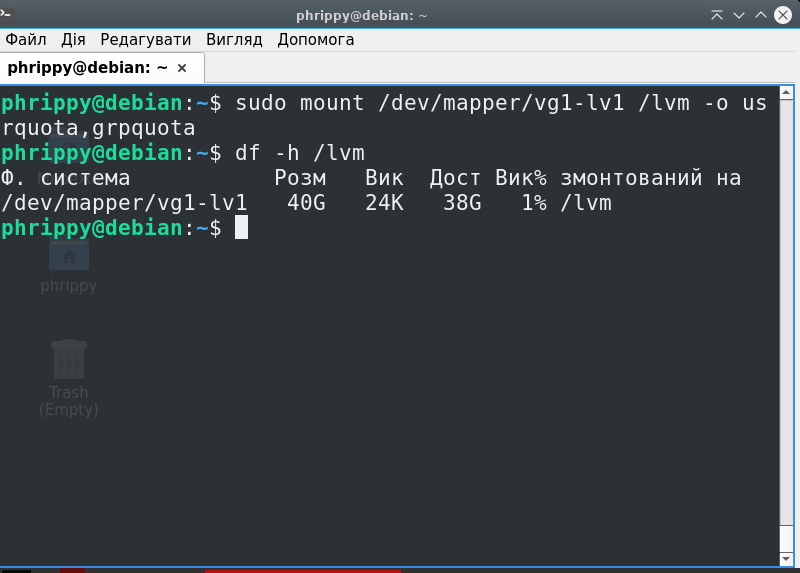 phrippy@debian: ~
Файл Дія Редагувати Вигляд Допомога
phrippy@debian: ~ ×
phrippy@debian:~$ sudo mount /dev/mapper/vg1-lv1 /lvm -o us
rquota,grpquota
phrippy@debian:~$ df -h /lvm
Ф. система Розм Вик Дост Вик% змонтований на
/dev/mapper/vg1-lv1 40G 24K 38G 1% /lvm
phrippy@debian:~$
phrippy
Trash
(Empty)